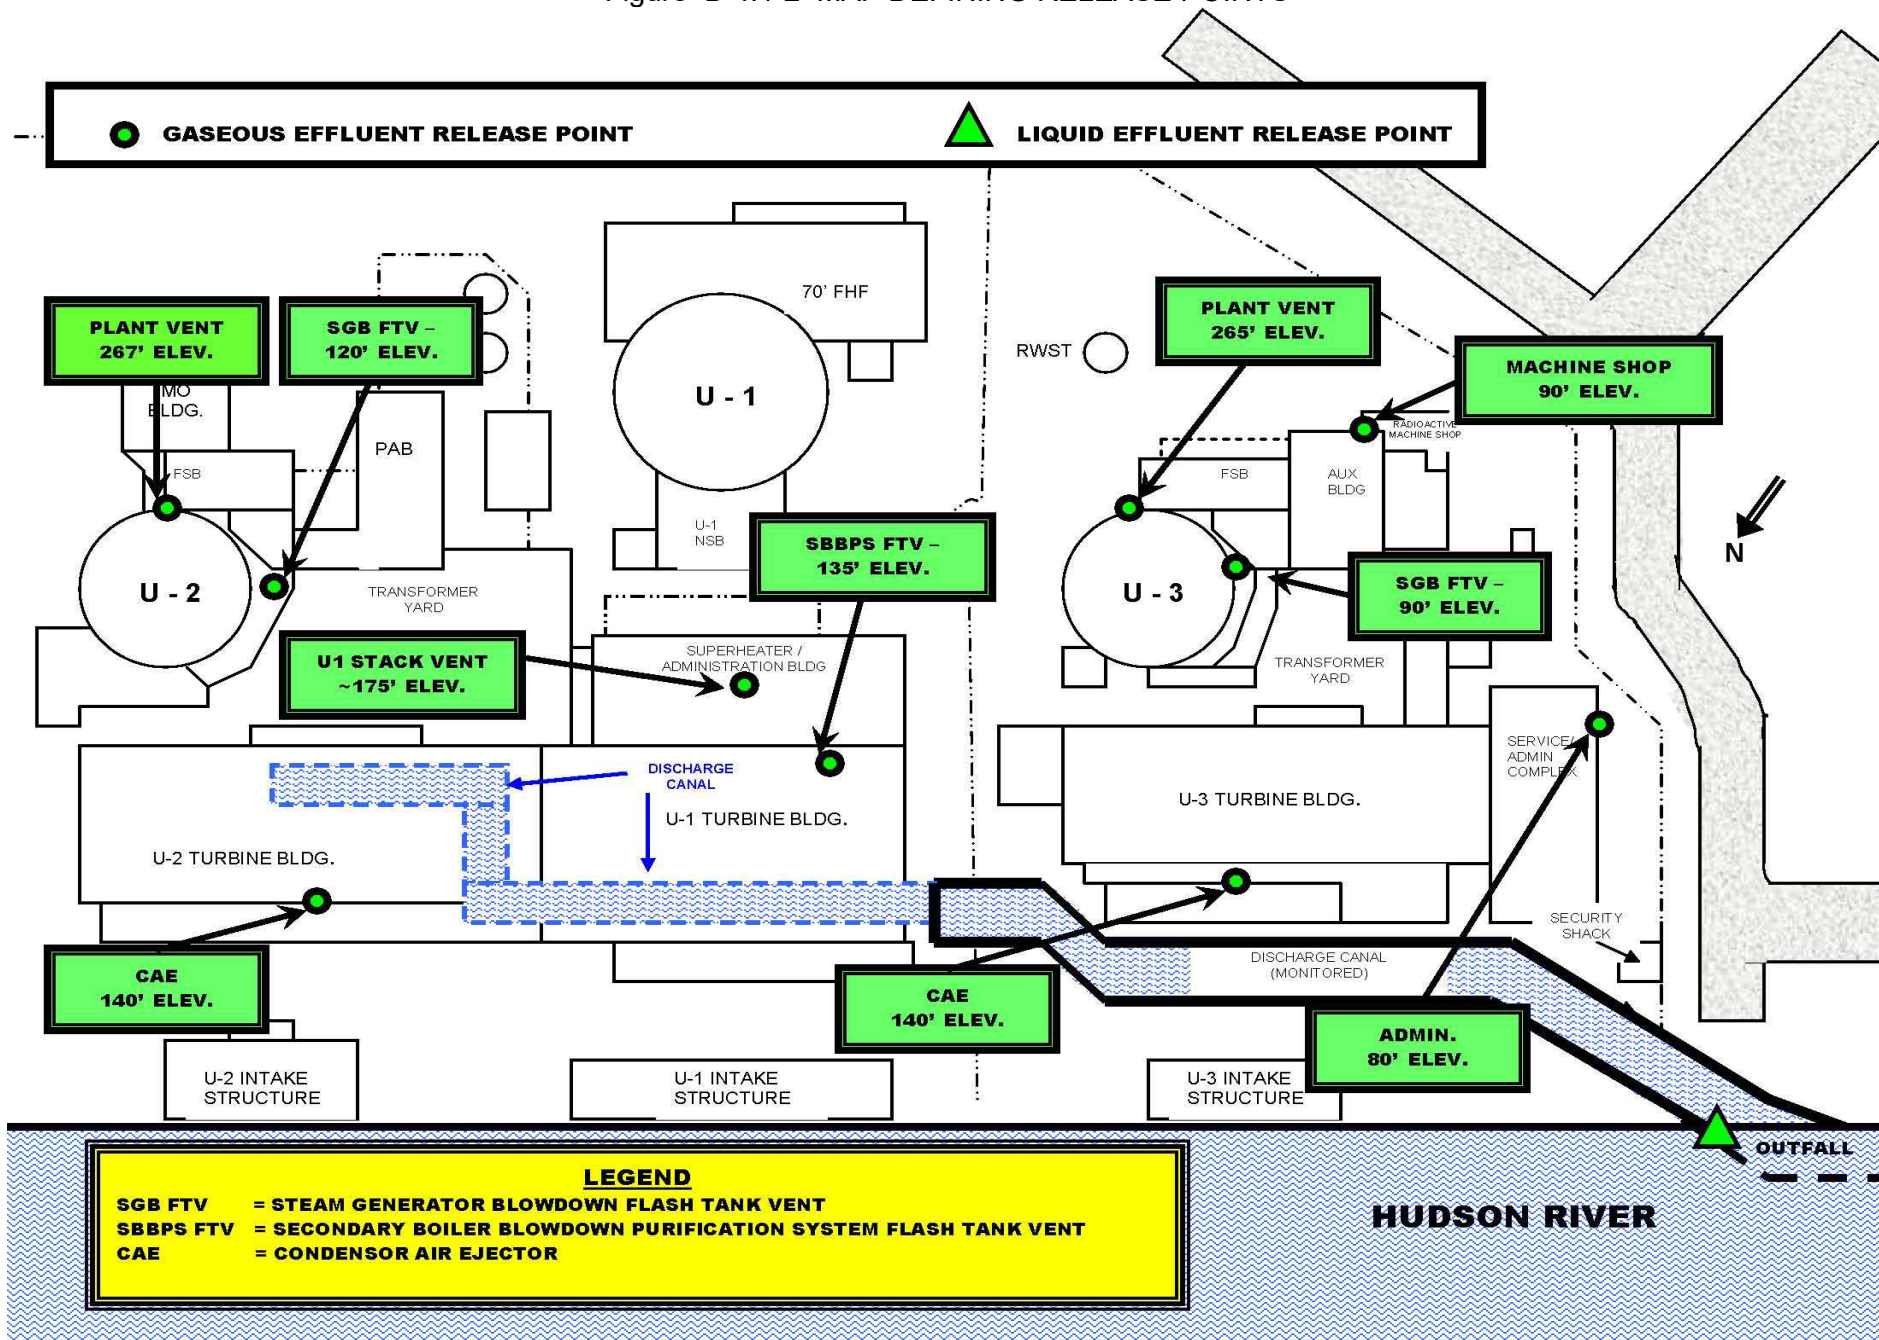 GASEOUS EFFLUENT RELEASE POINT
LIQUID EFFLUENT RELEASE POINT
70' FHF
PLANT VENT
267' ELEV.
SGB FTV –
120' ELEV.
PLANT VENT
265' ELEV.
RWST
MACHINE SHOP
90' ELEV.
MO
BLDG.
U - 1
PAB
RADIOACTIVE
MACHINE SHOP
FSB
FSB
AUX
BLDG
U-1
NSB
SBBPS FTV –
135' ELEV.
N
U - 2
TRANSFORMER
YARD
U - 3
SGB FTV –
90' ELEV.
U1 STACK VENT
~175' ELEV.
SUPERHEATER /
ADMINISTRATION BLDG
TRANSFORMER
YARD
SERVICE/
ADMIN
COMPLEX
DISCHARGE
CANAL
U-1 TURBINE BLDG.
U-3 TURBINE BLDG.
U-2 TURBINE BLDG.
SECURITY
SHACK
DISCHARGE CANAL
(MONITORED)
CAE
140' ELEV.
CAE
140' ELEV.
ADMIN.
80' ELEV.
U-2 INTAKE
STRUCTURE
U-1 INTAKE
STRUCTURE
U-3 INTAKE
STRUCTURE
OUTFALL
LEGEND
SGB FTV = STEAM GENERATOR BLOWDOWN FLASH TANK VENT
SBBPS FTV = SECONDARY BOILER BLOWDOWN PURIFICATION SYSTEM FLASH TANK VENT
CAE = CONDENSOR AIR EJECTOR
HUDSON RIVER